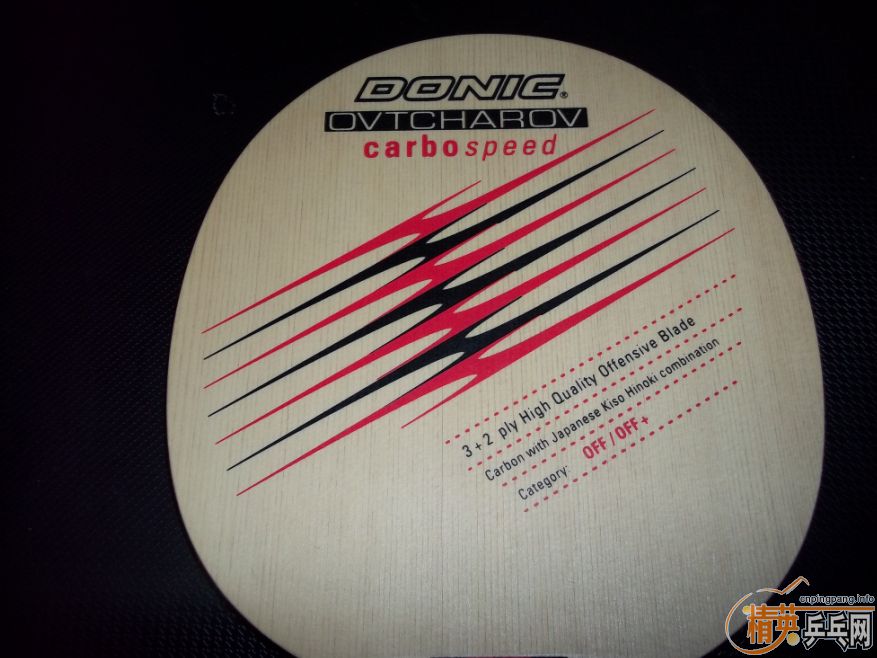 DONIC®
OVTCHAROV
carbospeed
3+2 ply High Quality Offensive Blade
Carbon with Japanese Kiso Hinoki combination
Category: OFF/OFF+
cnpingpang.info
精英乒乓网